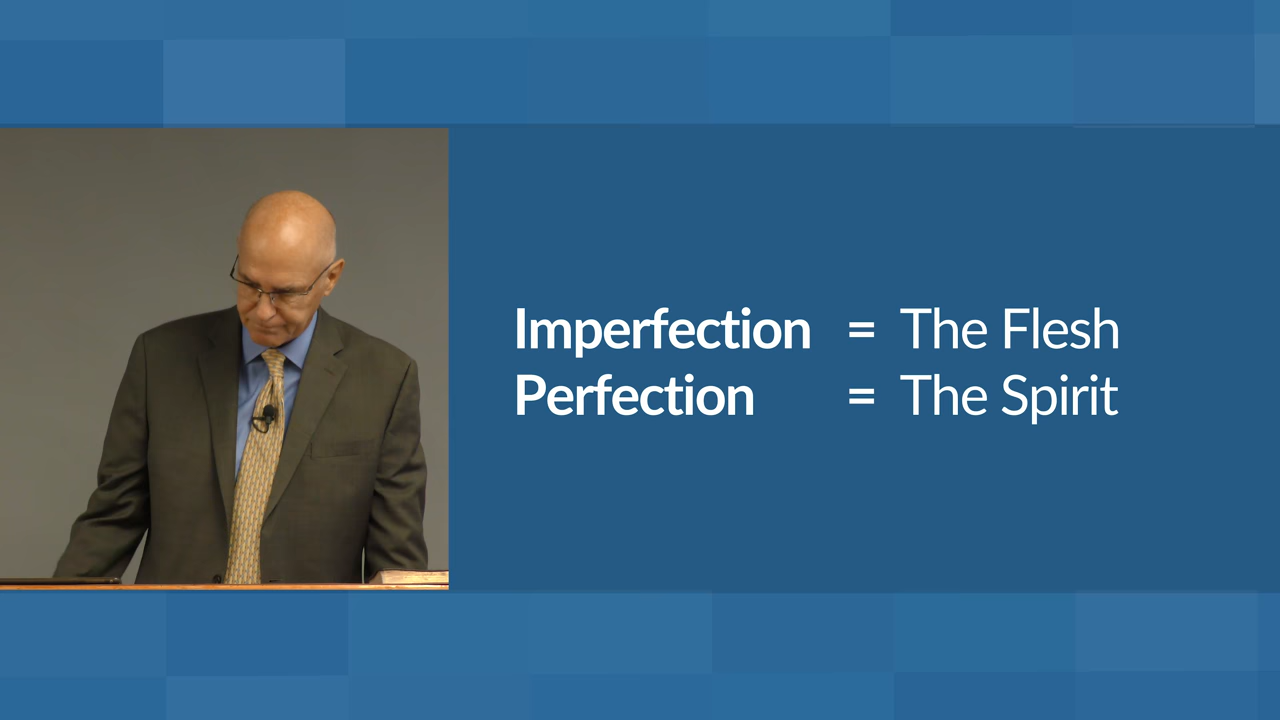 Imperfection = The Flesh
Perfection = The Spirit